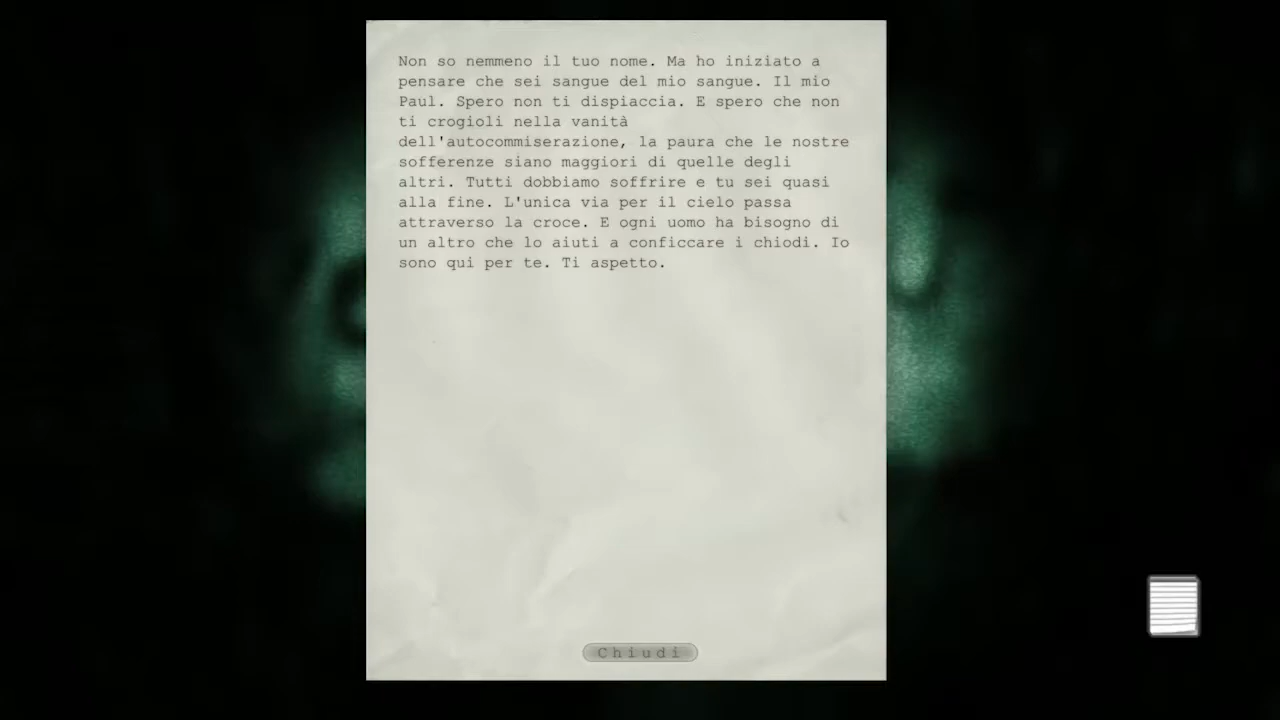 Non so nemmeno il tuo nome. Ma ho iniziato a
pensare che sei sangue del mio sangue. Il mio
Paul. Spero non ti dispiaccia. E spero che non
ti crogioli nella vanità
dell'autocommiserazione, la paura che le nostre
sofferenze siano maggiori di quelle degli
altri. Tutti dobbiamo soffrire e tu sei quasi
alla fine. L'unica via per il cielo passa
attraverso la croce. E ogni uomo ha bisogno di
un altro che lo aiuti a conficcare i chiodi. Io
sono qui per te. Ti aspetto.
Chiudi